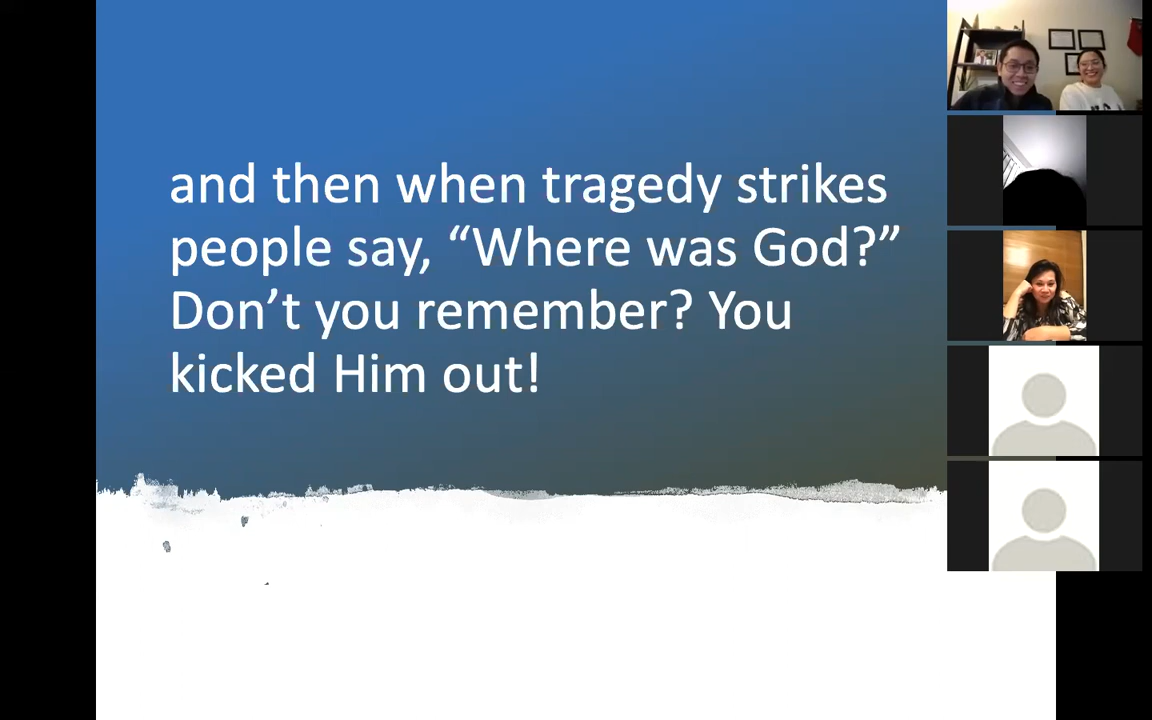 and then when tragedy strikes
people say, “Where was God?”
Don’t you remember? You
kicked Him out!